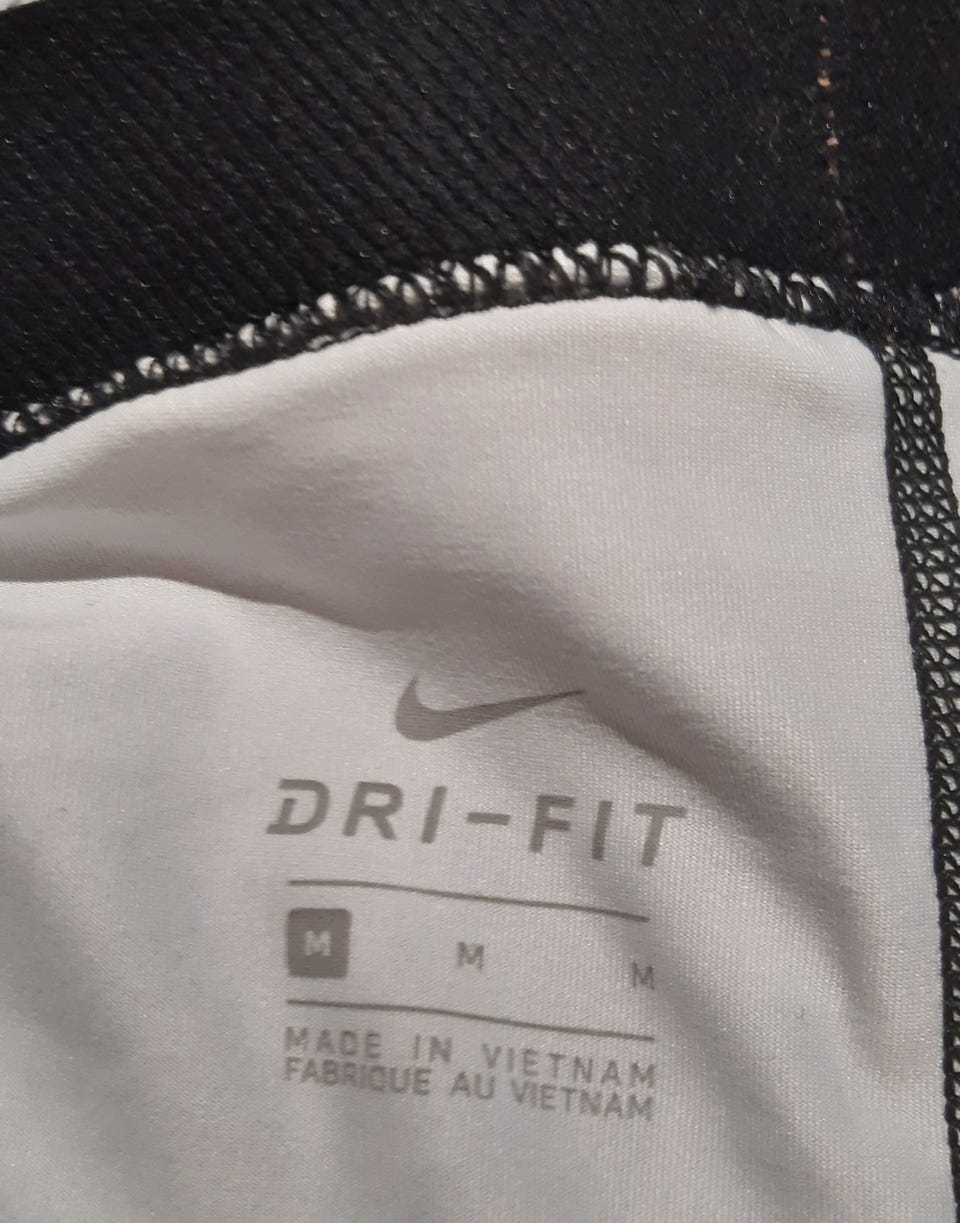 DRI-FIT
M M M
MADE IN VIETNAM
FABRIQUE AU VIETNAM